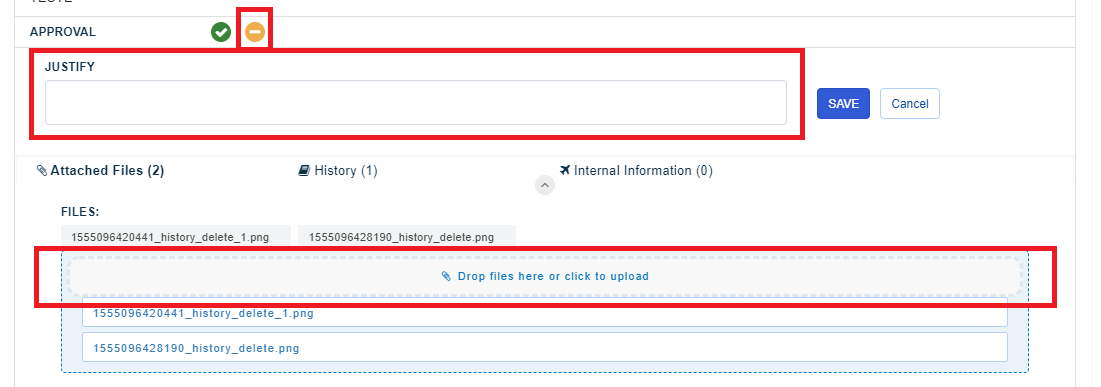 APPROVAL
JUSTIFY
SAVE Cancel
Attached Files (2) History (1) Internal Information (0)
FILES:
1555096420441_history_delete_1.png 1555096428190_history_delete.png
Drop files here or click to upload
1555096420441_history_delete_1.png
1555096428190_history_delete.png